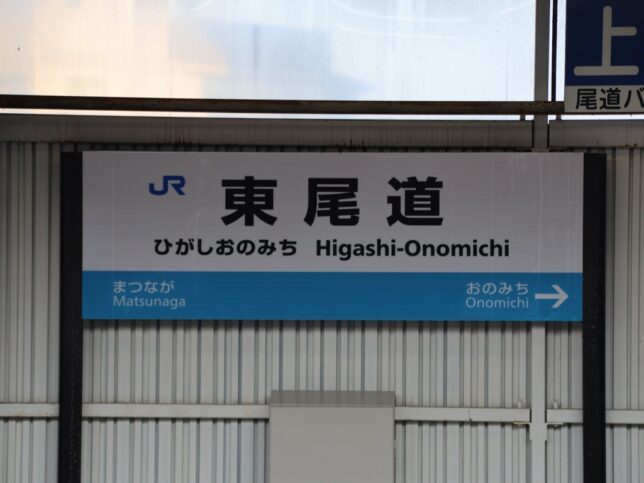 上
尾道バ
JR 東尾道
ひがしおのみち Higashi-Onomichi
まつなが
Matsunaga
おのみち
Onomichi →